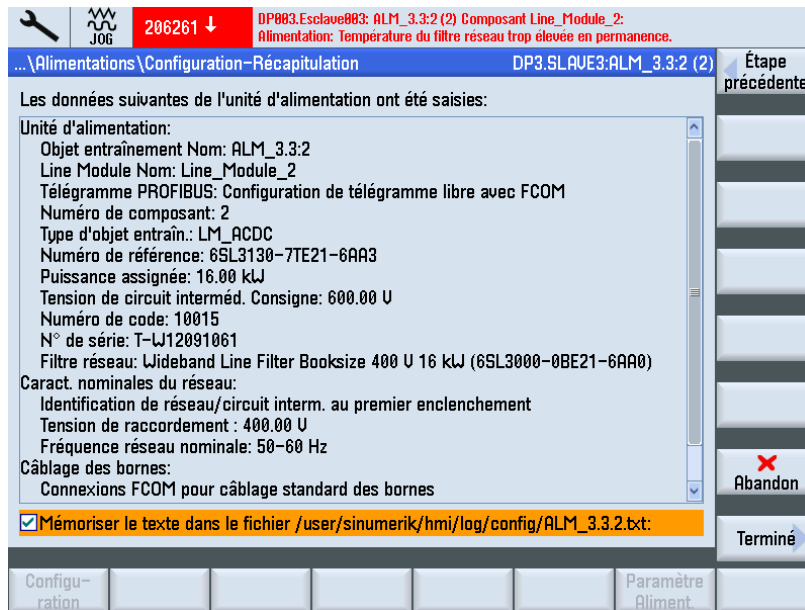 JOG
206261
DP003.Esclave003: ALM_3.3:2 (2) Composant Line_Module_2:
Alimentation: Température du filtre réseau trop élevée en permanence.
...\Alimentations\Configuration-Récapitulation
DP3.SLAVE3:ALM_3.3:2 (2)
Étape
précédente
Les données suivantes de l'unité d'alimentation ont été saisies:
Unité d'alimentation:
Objet entraînement Nom: ALM_3.3:2
Line Module Nom: Line_Module_2
Télégramme PROFIBUS: Configuration de télégramme libre avec FCOM
Numéro de composant: 2
Type d'objet entraîn.: LM_ACDC
Numéro de référence: 6SL3130-7TE21-6AA3
Puissance assignée: 16.00 kW
Tension de circuit interméd. Consigne: 600.00 V
Numéro de code: 10015
N° de série: T-W12091061
Filtre réseau: Wideband Line Filter Booksize 400 V 16 kW (6SL3000-0BE21-6AA0)
Caract. nominales du réseau:
Identification de réseau/circuit interm. au premier enclenchement
Tension de raccordement : 400.00 V
Fréquence réseau nominale: 50-60 Hz
Câblage des bornes:
Connexions FCOM pour câblage standard des bornes
Abandon
Mémoriser le texte dans le fichier /user/sinumerik/hmi/log/config/ALM_3.3.2.txt:
Terminé
Configu-
ration
Paramètre
Aliment.